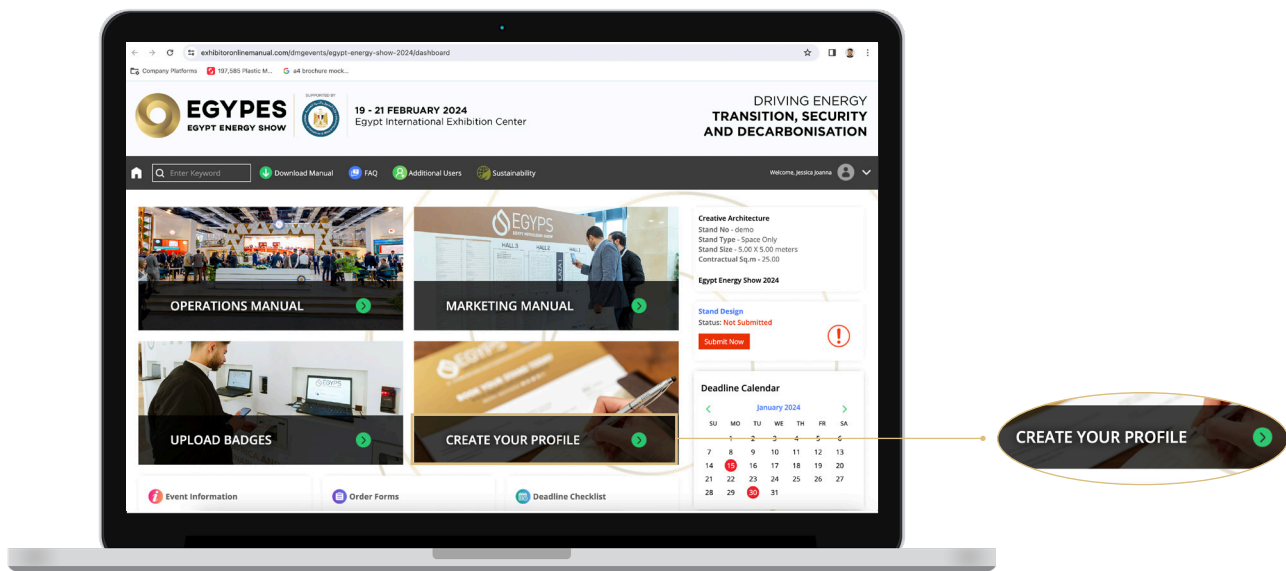 exhibitoronlinemanual.com/dmgevents/egypt-energy-show-2024/dashboard
Company Platforms 197,585 Plastic M... a4 brochure mock...
EGYPES
EGYPT ENERGY SHOW
SUPPORTED BY
19 - 21 FEBRUARY 2024
Egypt International Exhibition Center
DRIVING ENERGY
TRANSITION, SECURITY
AND DECARBONISATION
Enter Keyword Download Manual FAQ Additional Users Sustainability Welcome, Jessica Joanna
OPERATIONS MANUAL
EGYPS
HALL 3 HALL 2
MARKETING MANUAL
EGYPS
UPLOAD BADGES
EGYPS
CREATE YOUR PROFILE
Event Information
Order Forms
Deadline Checklist
Creative Architecture
Stand No - demo
Stand Type - Space Only
Stand Size - 5.00 X 5.00 meters
Contractual Sq.m - 25.00
Egypt Energy Show 2024
Stand Design
Status: Not Submitted
Submit Now
Deadline Calendar
January 2024
SU MO TU WE TH FR SA
1 2 3 4 5 6
7 8 9 10 11 12 13
14 15 16 17 18 19 20
21 22 23 24 25 26 27
28 29 30 31
CREATE YOUR PROFILE